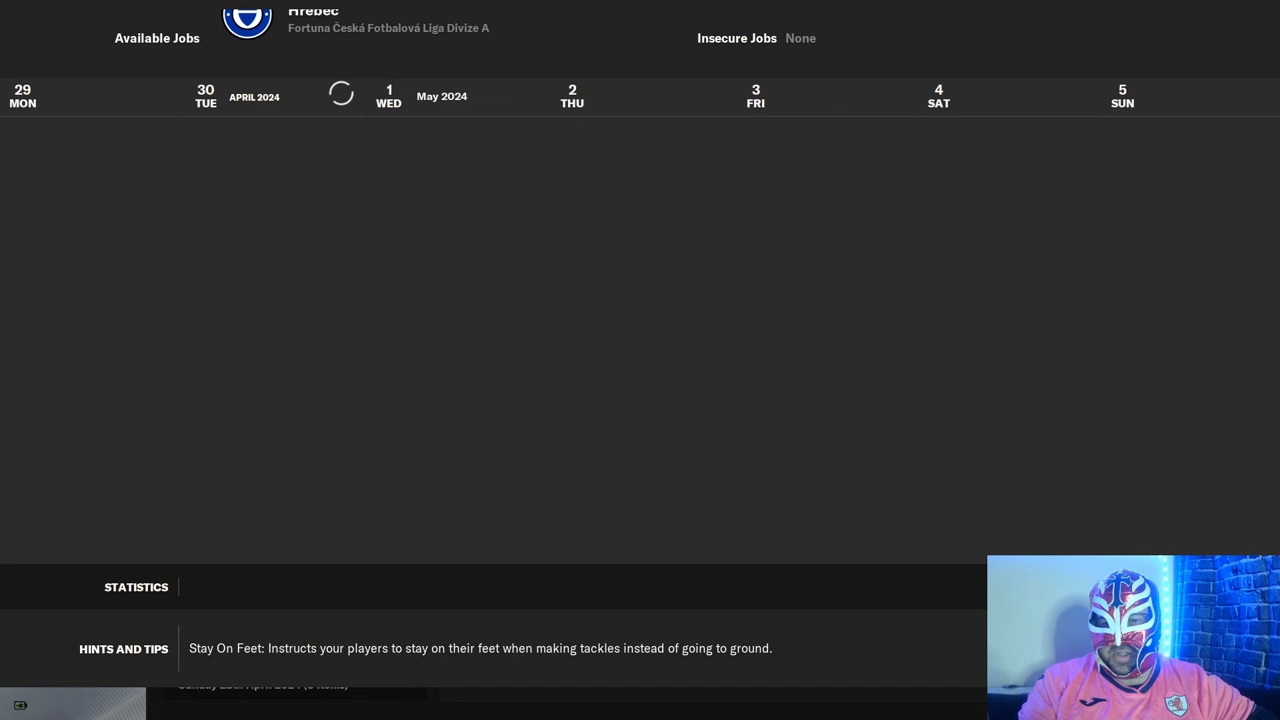 Hřebeč
Fortuna Česká Fotbalová Liga Divize A
Available Jobs
Insecure Jobs None
29 MON
30 TUE APRIL 2024
1 WED May 2024
2 THU
3 FRI
4 SAT
5 SUN
STATISTICS
HINTS AND TIPS
Stay On Feet: Instructs your players to stay on their feet when making tackles instead of going to ground.